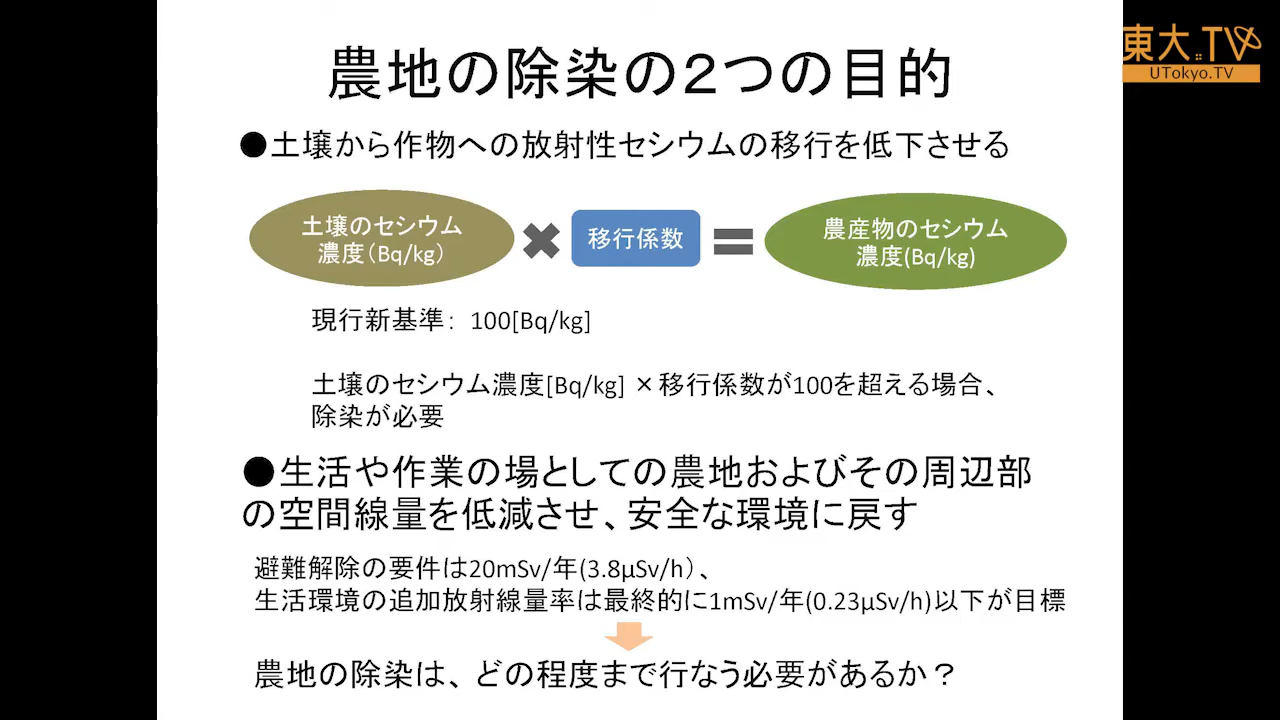 農地の除染の2つの目的
東大.TV
UTokyo.TV
●土壌から作物への放射性セシウムの移行を低下させる
土壌のセシウム
濃度(Bq/kg)
×
移行係数
=
農産物のセシウム
濃度(Bq/kg)
現行新基準: 100[Bq/kg]
土壌のセシウム濃度[Bq/kg] ×移行係数が100を超える場合、
除染が必要
●生活や作業の場としての農地およびその周辺部
の空間線量を低減させ、安全な環境に戻す
避難解除の要件は20mSv/年(3.8μSv/h)、
生活環境の追加放射線量率は最終的に1mSv/年(0.23μSv/h)以下が目標
農地の除染は、どの程度まで行なう必要があるか?